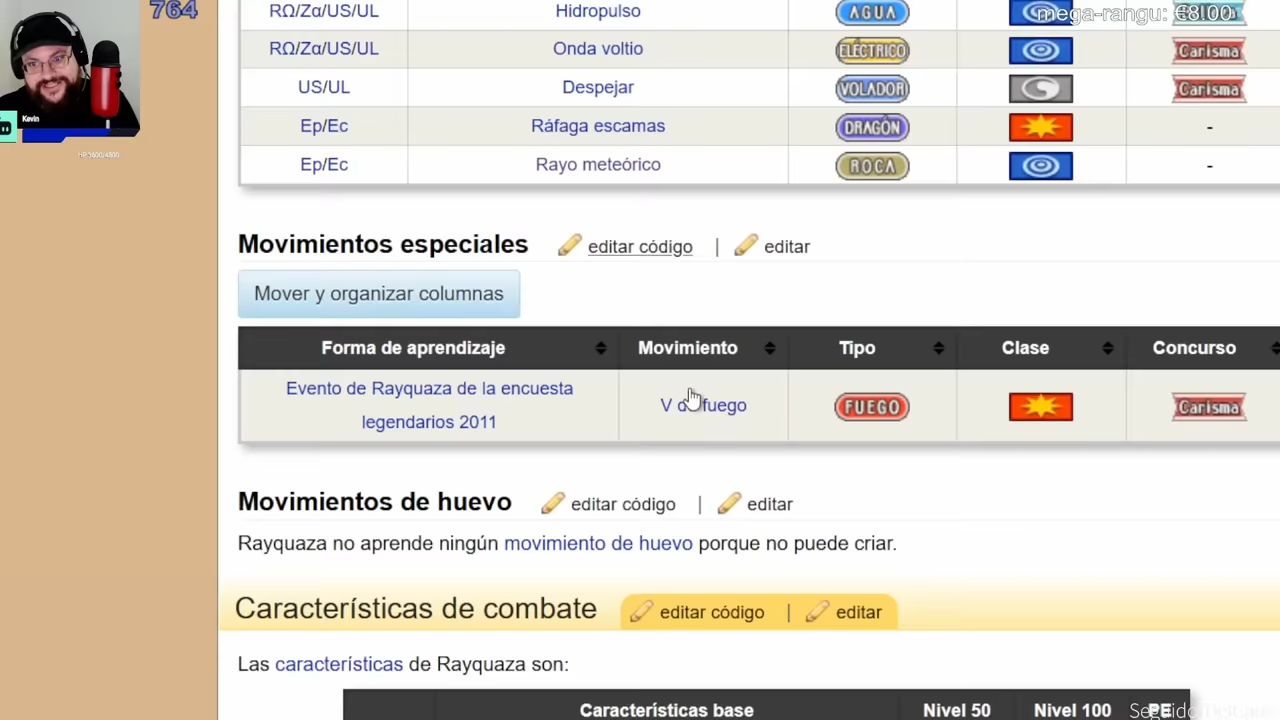 764
mega-rangu: €8.00
Kevin
HP 3600/4800
RΩ/Zα/US/UL Hidropulso AGUA
RΩ/Zα/US/UL Onda voltio ELÉCTRICO Carisma
US/UL Despejar VOLADOR Carisma
Ep/Ec Ráfaga escamas DRAGÓN -
Ep/Ec Rayo meteórico ROCA -
Movimientos especiales editar código | editar
Mover y organizar columnas
Forma de aprendizaje Movimiento Tipo Clase Concurso
Evento de Rayquaza de la encuesta
legendarios 2011
V de fuego FUEGO Carisma
Movimientos de huevo editar código | editar
Rayquaza no aprende ningún movimiento de huevo porque no puede criar.
Características de combate editar código | editar
Las características de Rayquaza son:
Características base Nivel 50 Nivel 100 PE